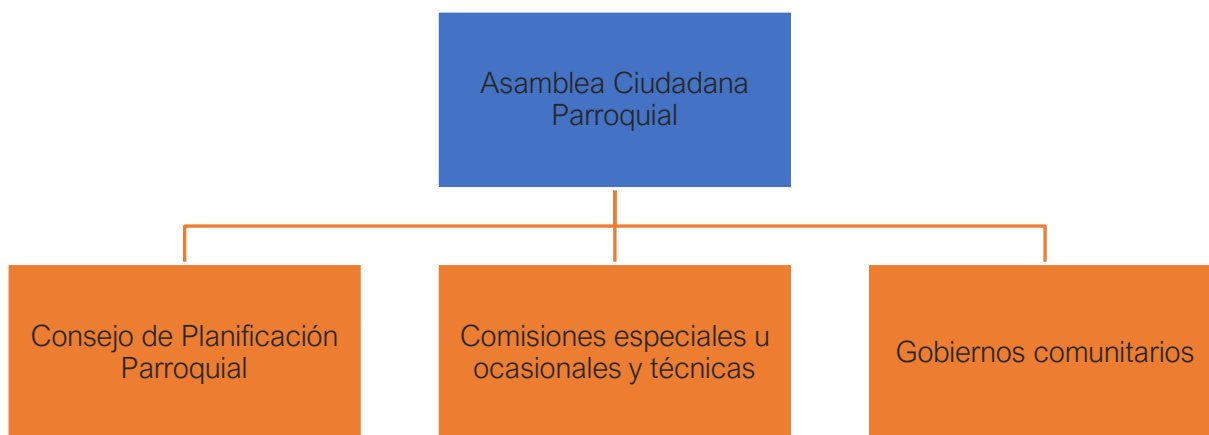 Asamblea Ciudadana
Parroquial
Consejo de Planificación
Parroquial
Comisiones especiales u
ocasionales y técnicas
Gobiernos comunitarios